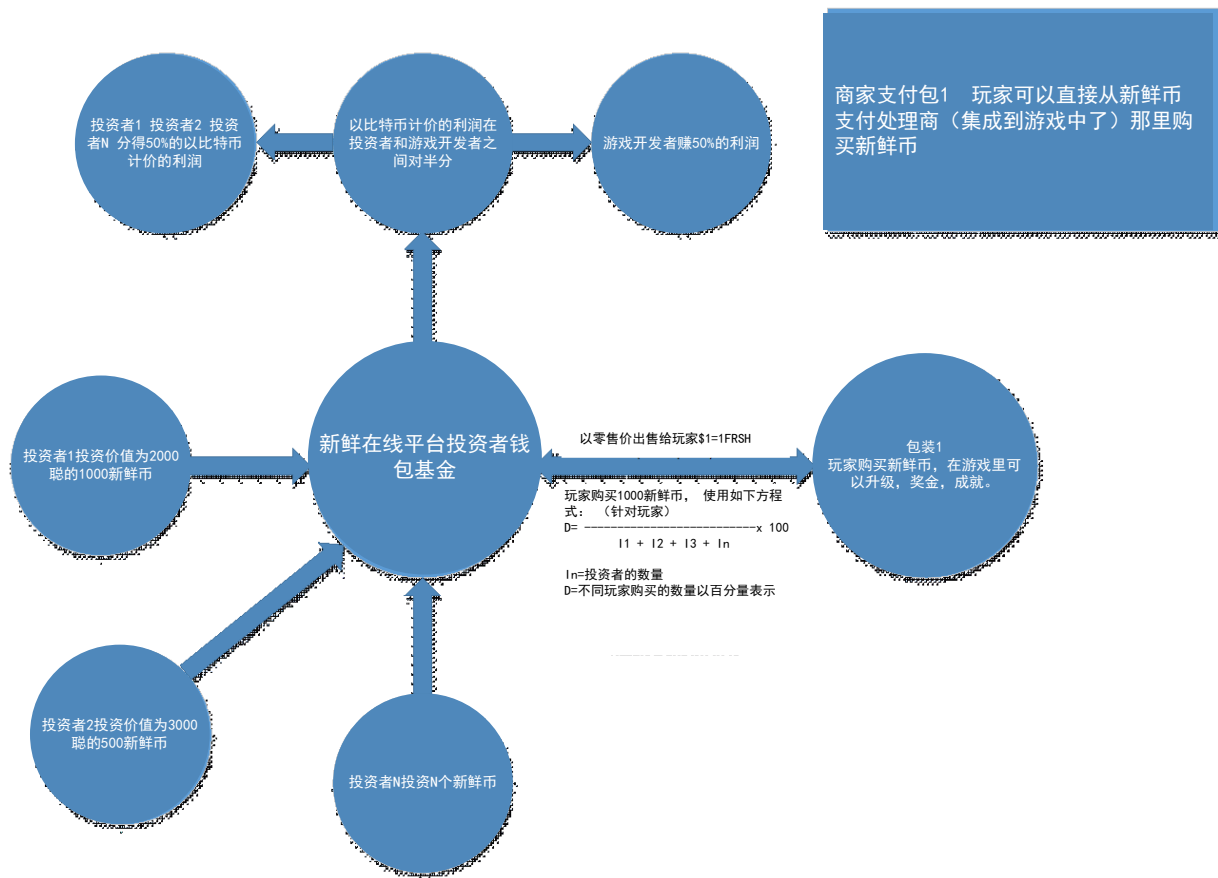 商家支付包1 玩家可以直接从新鲜币
支付处理商（集成到游戏中了）那里购
买新鲜币
投资者1 投资者2 投资
者N 分得50%的以比特币
计价的利润
以比特币计价的利润在
投资者和游戏开发者之
间对半分
游戏开发者赚50%的利润
投资者1投资价值为2000
聪的1000新鲜币
新鲜在线平台投资者钱
包基金
以零售价出售给玩家$1=1FRSH
包装1
玩家购买新鲜币，在游戏里可
以升级，奖金，成就。
玩家购买1000新鲜币， 使用如下方程
式： （针对玩家）
D= --------------------------x 100
I1 + I2 + I3 + In
In=投资者的数量
D=不同玩家购买的数量以百分量表示
投资者2投资价值为3000
聪的500新鲜币
投资者N投资N个新鲜币